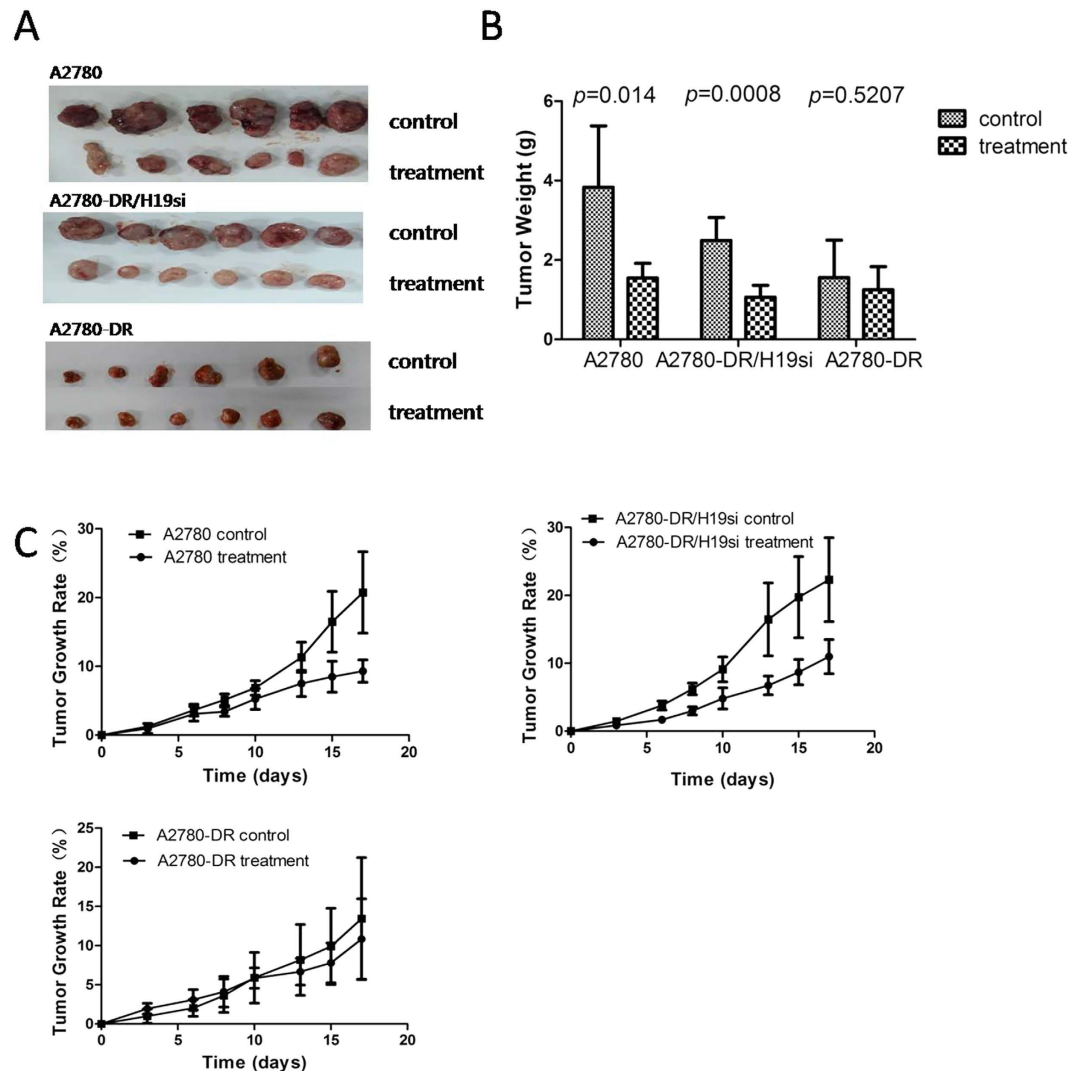 A
A2780
control
treatment
A2780-DR/H19si
control
treatment
A2780-DR
control
treatment
B
p=0.014
p=0.0008
p=0.5207
Tumor Weight (g)
6
4
2
0
A2780
A2780-DR/H19si
A2780-DR
control
treatment
C
A2780 control
A2780 treatment
Tumor Growth Rate (%)
30
20
10
0
0
5
10
15
20
Time (days)
A2780-DR/H19si control
A2780-DR/H19si treatment
Tumor Growth Rate (%)
30
20
10
0
0
5
10
15
20
Time (days)
A2780-DR control
A2780-DR treatment
Tumor Growth Rate (%)
25
20
15
10
5
0
0
5
10
15
20
Time (days)